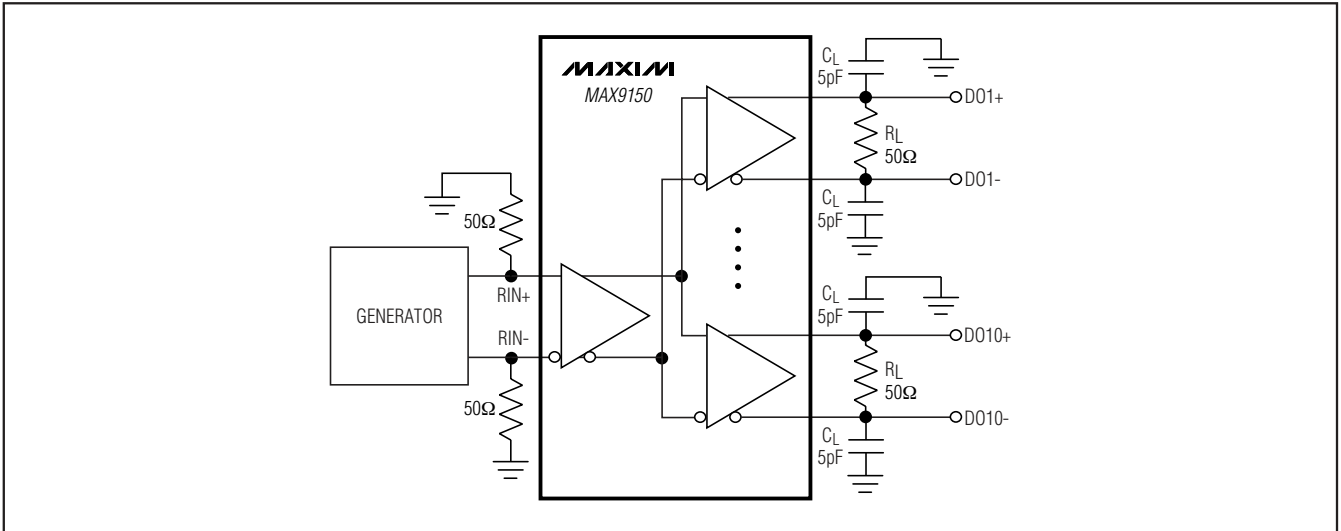 MAXIM
MAX9150
CL
5pF
DO1+
RL
50Ω
DO1-
CL
5pF
50Ω
GENERATOR
RIN+
RIN-
50Ω
CL
5pF
DO10+
RL
50Ω
DO10-
CL
5pF